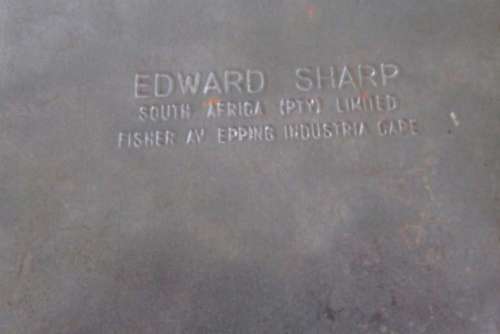 EDWARD SHARP
SOUTH AFRICA (PTY) LIMITED
FISHER AV EPPING INDUSTRIA CAPE